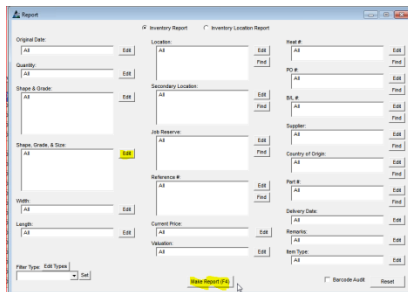 Report
Inventory Report Inventory Location Report
Original Date:
All Edit
Quantity:
All Edit
Shape & Grade:
All Edit
Shape, Grade, & Size:
All Edit
Width:
All Edit
Length:
All Edit
Filter Type: Edit Types
Set
Location:
All Edit
Find
Secondary Location:
All Edit
Find
Job Reserve:
All Edit
Find
Reference #:
All Edit
Find
Current Price:
All Edit
Valuation:
All Edit
Make Report (F4)
Heat #:
All Edit
Find
PO #:
All Edit
Find
B/L #:
All Edit
Find
Supplier:
All Edit
Find
Country of Origin:
All Edit
Find
Part #:
All Edit
Find
Delivery Date:
All Edit
Remarks:
All Edit
Item Type:
All Edit
Barcode Audit Reset